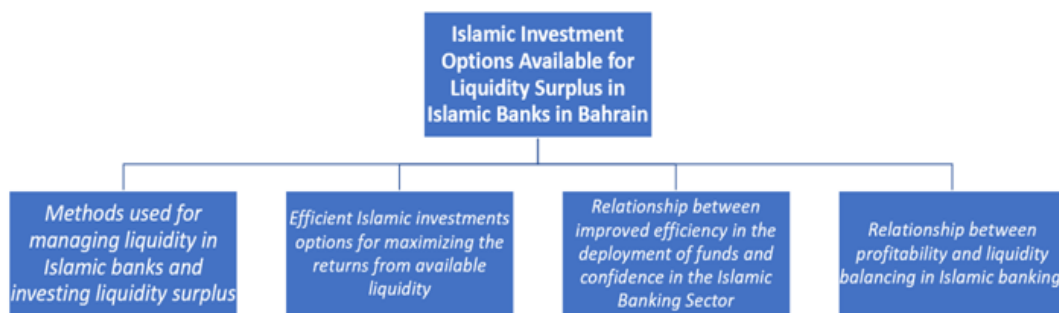 Islamic Investment
Options Available for
Liquidity Surplus in
Islamic Banks in Bahrain
Methods used for
managing liquidity in
Islamic banks and
investing liquidity surplus
Efficient Islamic investments
options for maximizing the
returns from available
liquidity
Relationship between
improved efficiency in the
deployment of funds and
confidence in the Islamic
Banking Sector
Relationship between
profitability and liquidity
balancing in Islamic banking